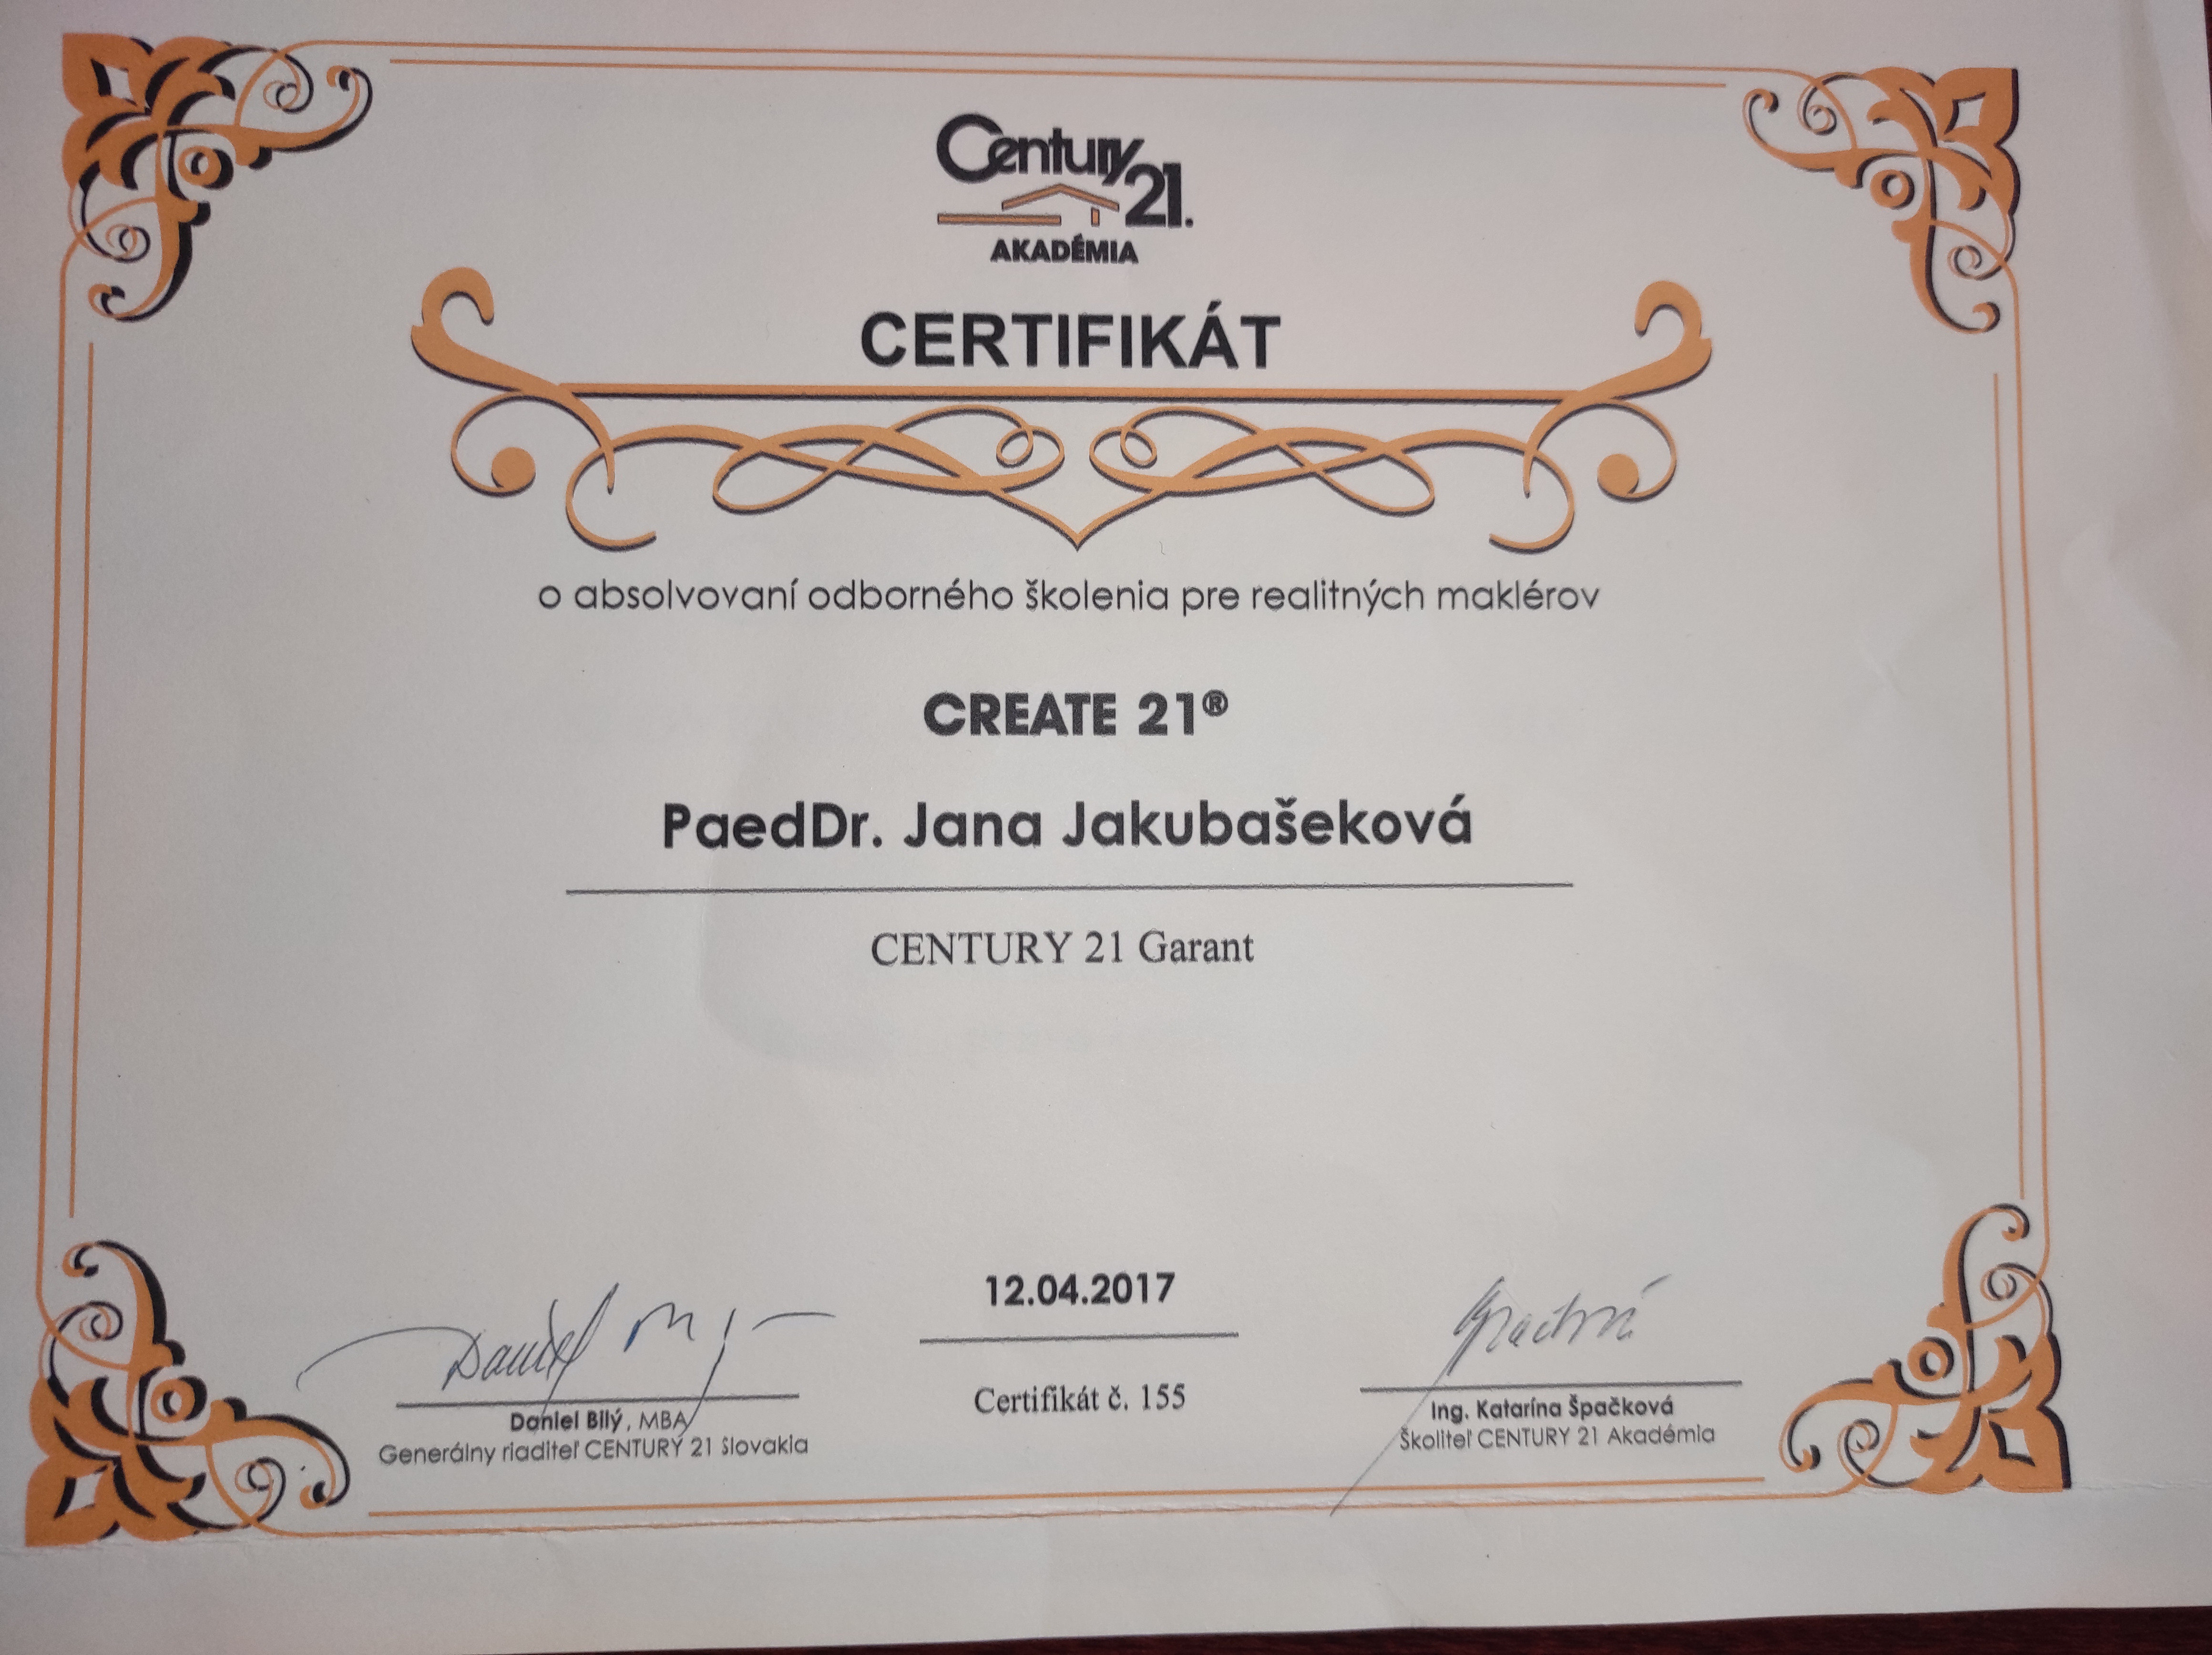 Century 21.
AKADÉMIA
CERTIFIKÁT
o absolvovaní odborného školenia pre realitných maklérov
CREATE 21®
PaedDr. Jana Jakubašeková
CENTURY 21 Garant
12.04.2017
Certifikát č. 155
Daniel Bilý, MBA
Generálny riaditeľ CENTURY 21 Slovakia
Ing. Katarína Špačková
Školiteľ CENTURY 21 Akadémia